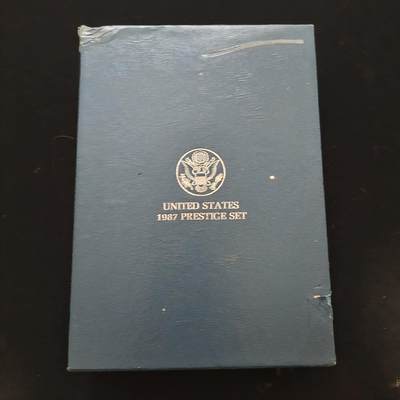 UNITED STATES
1987 PRESTIGE SET